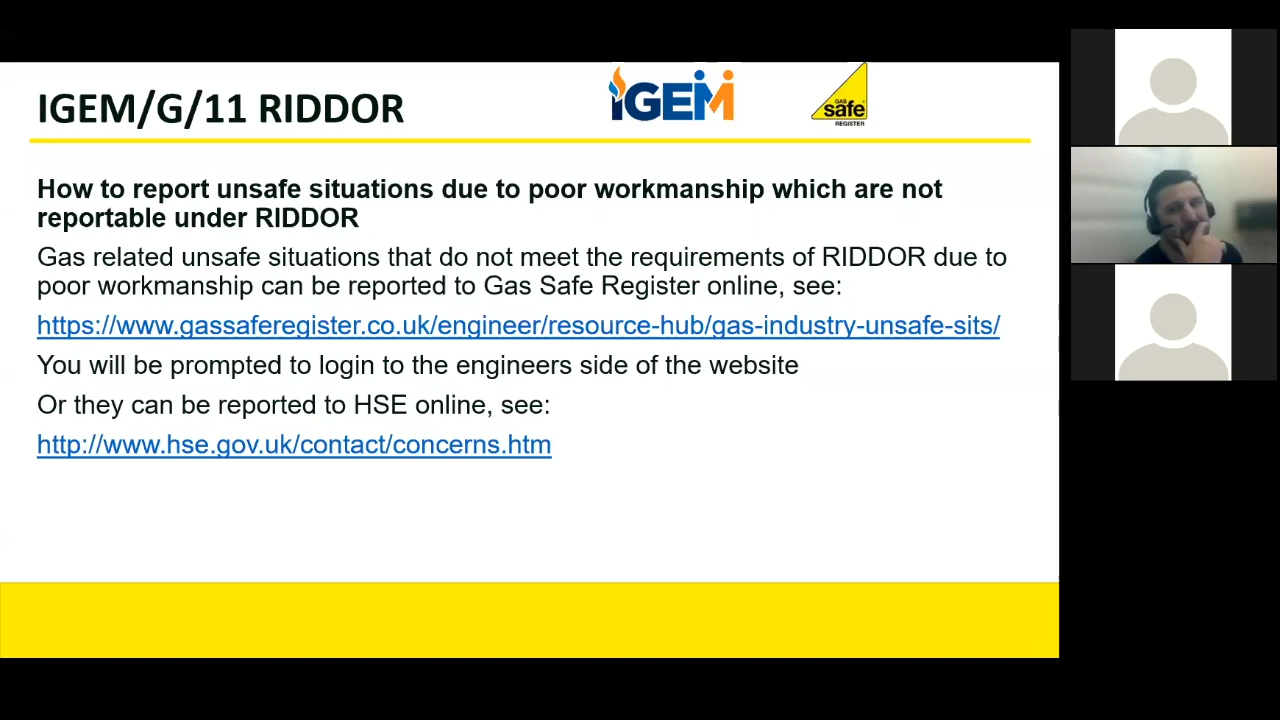 IGEM/G/11 RIDDOR
IGEM
GAS
safe
REGISTER
How to report unsafe situations due to poor workmanship which are not
reportable under RIDDOR
Gas related unsafe situations that do not meet the requirements of RIDDOR due to
poor workmanship can be reported to Gas Safe Register online, see:
https://www.gassaferegister.co.uk/engineer/resource-hub/gas-industry-unsafe-sits/
You will be prompted to login to the engineers side of the website
Or they can be reported to HSE online, see:
http://www.hse.gov.uk/contact/concerns.htm